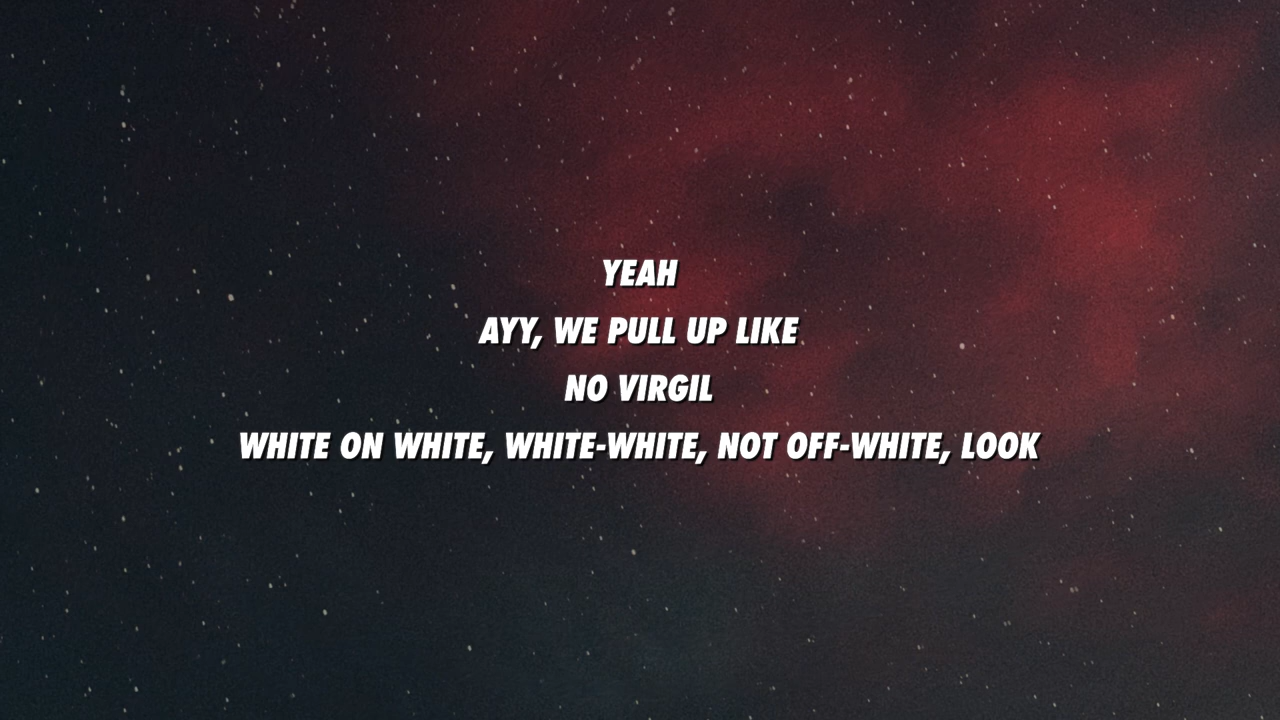 YEAH
AYY, WE PULL UP LIKE
NO VIRGIL
WHITE ON WHITE, WHITE-WHITE, NOT OFF-WHITE, LOOK